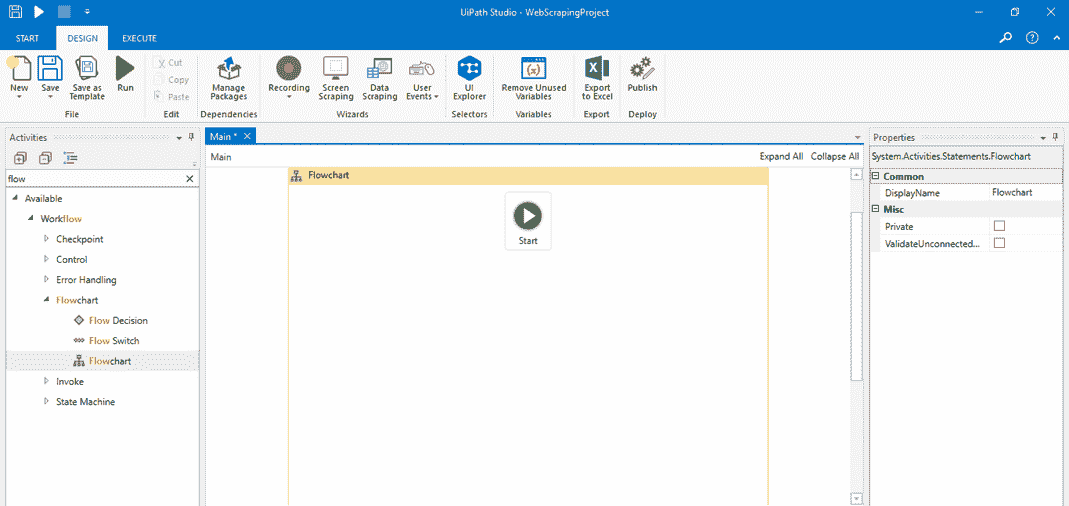 UiPath Studio - WebScrapingProject
START DESIGN EXECUTE
New Save Save as Template Run Cut Copy Paste Manage Packages Recording Screen Scraping Data Scraping User Events UI Explorer Remove Unused Variables Export to Excel Publish
File Edit Dependencies Wizards Selectors Variables Export Deploy
Activities
flow
Available
Workflow
Checkpoint
Control
Error Handling
Flowchart
Flow Decision
Flow Switch
Flowchart
Invoke
State Machine
Main *
Main Expand All Collapse All
Flowchart
Start
Properties
System.Activities.Statements.Flowchart
Common
DisplayName Flowchart
Misc
Private
ValidateUnconnected...